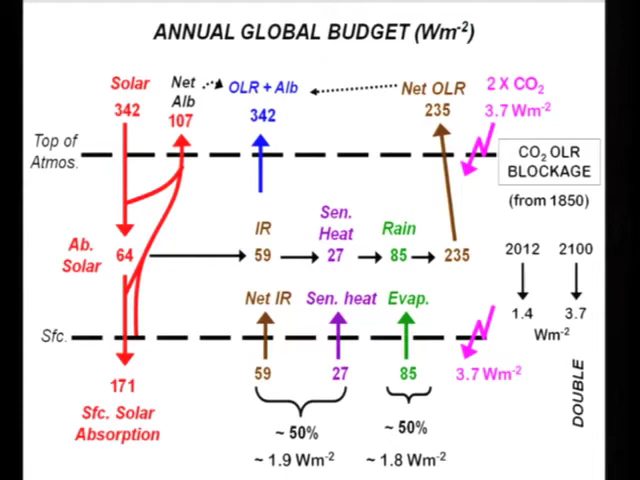 ANNUAL GLOBAL BUDGET (Wm-2)
Solar
342
Net
Alb
107
OLR + Alb
342
Net OLR
235
2 X CO2
3.7 Wm-2
Top of
Atmos.
CO2 OLR
BLOCKAGE
(from 1850)
Ab.
Solar
64
IR
59
Sen.
Heat
27
Rain
85
235
2012 2100
1.4 3.7
Wm-2
Net IR Sen. heat Evap.
Sfc.
171
59 27 85
3.7 Wm-2
Sfc. Solar
Absorption
~ 50%
~ 1.9 Wm-2
~ 50%
~ 1.8 Wm-2
DOUBLE